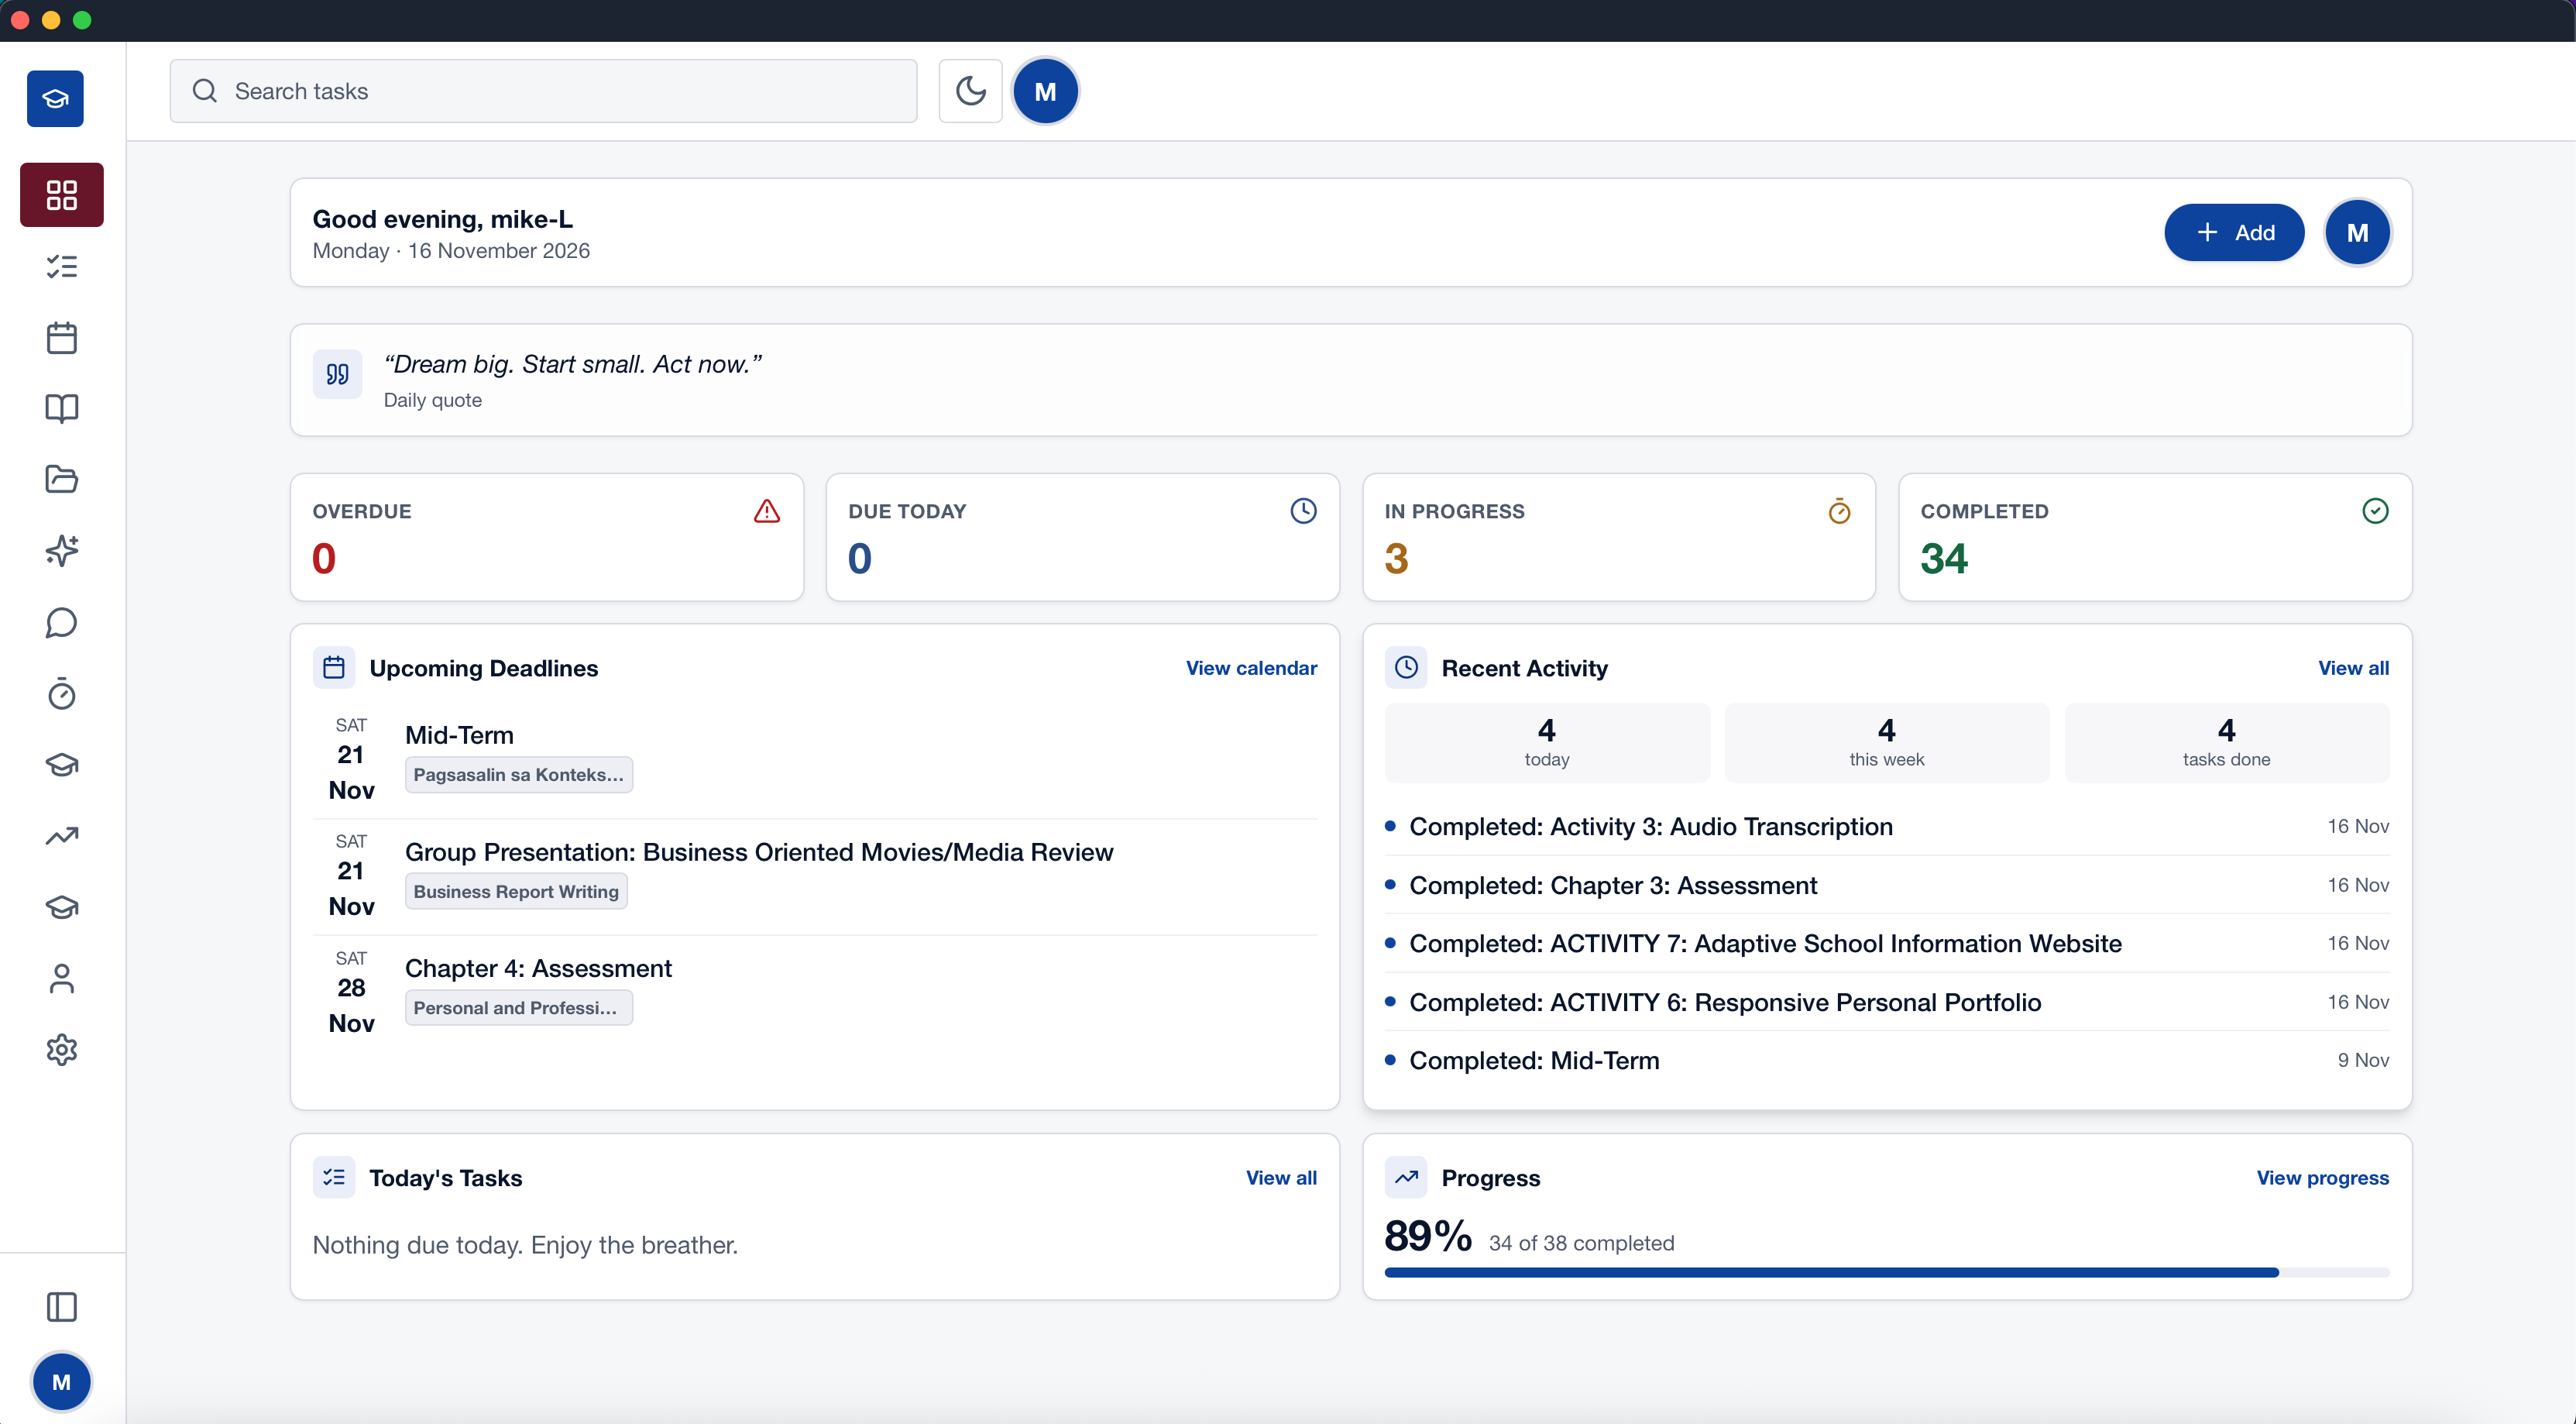 Search tasks
M
Good evening, mike-L
Monday · 16 November 2026
Add
M
“Dream big. Start small. Act now.”
Daily quote
OVERDUE
0
DUE TODAY
0
IN PROGRESS
3
COMPLETED
34
Upcoming Deadlines
View calendar
SAT
21
Nov
Mid-Term
Pagsasalin sa Konteks...
SAT
21
Nov
Group Presentation: Business Oriented Movies/Media Review
Business Report Writing
SAT
28
Nov
Chapter 4: Assessment
Personal and Professi...
Recent Activity
View all
4
today
4
this week
4
tasks done
Completed: Activity 3: Audio Transcription
16 Nov
Completed: Chapter 3: Assessment
16 Nov
Completed: ACTIVITY 7: Adaptive School Information Website
16 Nov
Completed: ACTIVITY 6: Responsive Personal Portfolio
16 Nov
Completed: Mid-Term
9 Nov
Today's Tasks
View all
Nothing due today. Enjoy the breather.
Progress
View progress
89% 34 of 38 completed
M